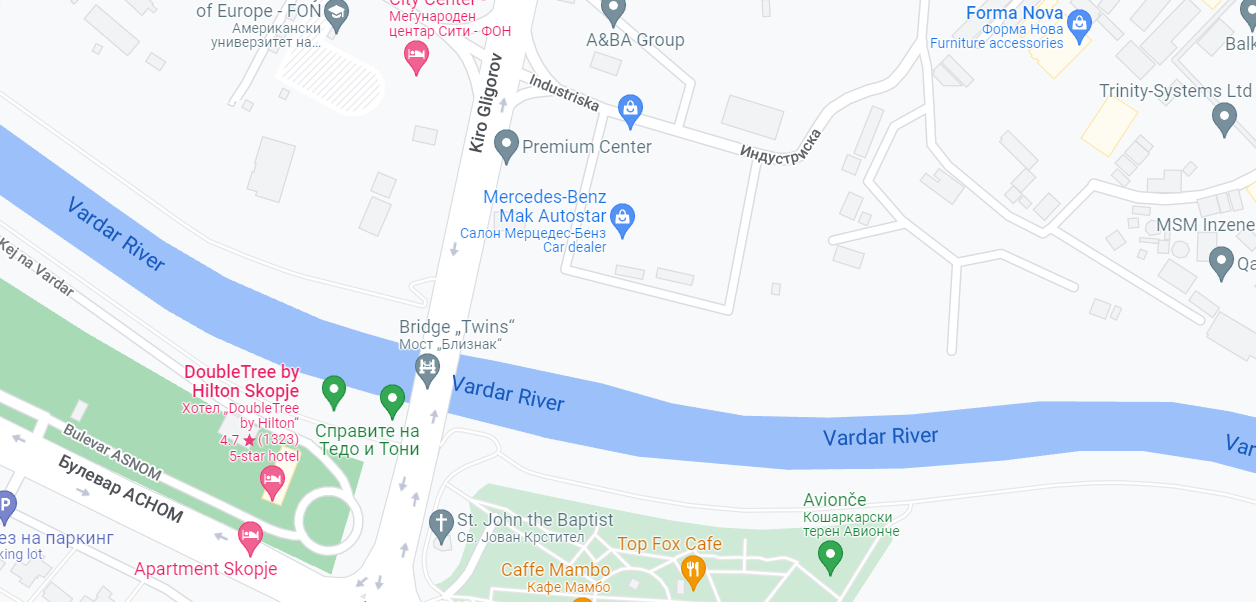 of Europe - FON
Американски
универзитет на...
City Center -
Меѓународен
центар Сити - ФОН
A&BA Group
Forma Nova
Форма Нова
Furniture accessories
Balk
Trinity-Systems Ltd
Kiro Gligorov
Industriska
Premium Center
Индустриска
Mercedes-Benz
Mak Autostar
Салон Мерцедес-Бенз
Car dealer
MSM Inzene
Qa
Vardar River
Kej na Vardar
Bridge „Twins“
Мост „Близнак“
DoubleTree by
Hilton Skopje
Хотел „DoubleTree
by Hilton“
4.7 ★ (1323)
5-star hotel
Справите на
Тедо и Тони
Vardar River
Vardar River
Var
Bulevar ASNOM
Булевар АСНОМ
P
ез на паркинг
king lot
Apartment Skopje
St. John the Baptist
Св. Јован Крстител
Top Fox Cafe
Caffe Mambo
Кафе Мамбо
Avionče
Кошаркарски
терен Авионче